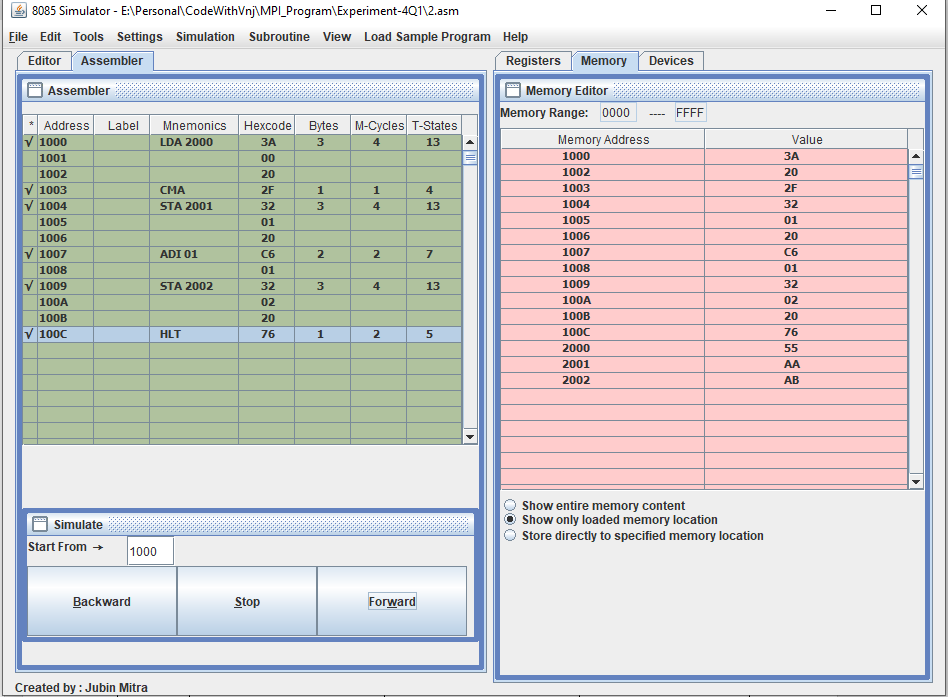 8085 Simulator - E:\Personal\CodeWithVnj\MPI_Program\Experiment-4Q1\2.asm
File Edit Tools Settings Simulation Subroutine View Load Sample Program Help
Editor Assembler
Assembler
* Address Label Mnemonics Hexcode Bytes M-Cycles T-States
√ 1000 LDA 2000 3A 3 4 13
1001 00
1002 20
√ 1003 CMA 2F 1 1 4
√ 1004 STA 2001 32 3 4 13
1005 01
1006 20
√ 1007 ADI 01 C6 2 2 7
1008 01
√ 1009 STA 2002 32 3 4 13
100A 02
100B 20
√ 100C HLT 76 1 2 5
Simulate
Start From → 1000
Backward Stop Forward
Registers Memory Devices
Memory Editor
Memory Range: 0000 ---- FFFF
Memory Address Value
1000 3A
1002 20
1003 2F
1004 32
1005 01
1006 20
1007 C6
1008 01
1009 32
100A 02
100B 20
100C 76
2000 55
2001 AA
2002 AB
Show entire memory content
Show only loaded memory location
Store directly to specified memory location
Created by : Jubin Mitra